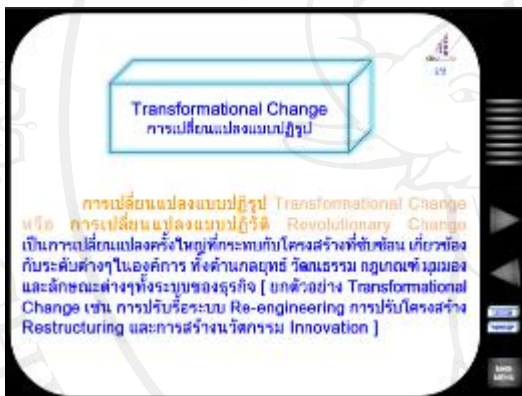 Transformational Change
การเปลี่ยนแปลงแบบปฏิรูป
การเปลี่ยนแปลงแบบปฏิรูป Transformational Change
หรือ การเปลี่ยนแปลงแบบปฏิวัติ Revolutionary Change
เป็นการเปลี่ยนแปลงครั้งใหญ่ที่กระทบกับโครงสร้างที่ซับซ้อน เกี่ยวข้อง
กับระดับต่างๆในองค์การ ทั้งด้านกลยุทธ์ วัฒนธรรม กฎเกณฑ์ มุมมอง
และลักษณะต่างๆทั้งระบบของธุรกิจ [ ยกตัวอย่าง Transformational
Change เช่น การปรับรื้อระบบ Re-engineering การปรับโครงสร้าง
Restructuring และการสร้างนวัตกรรม Innovation ]
MAIN
MENU